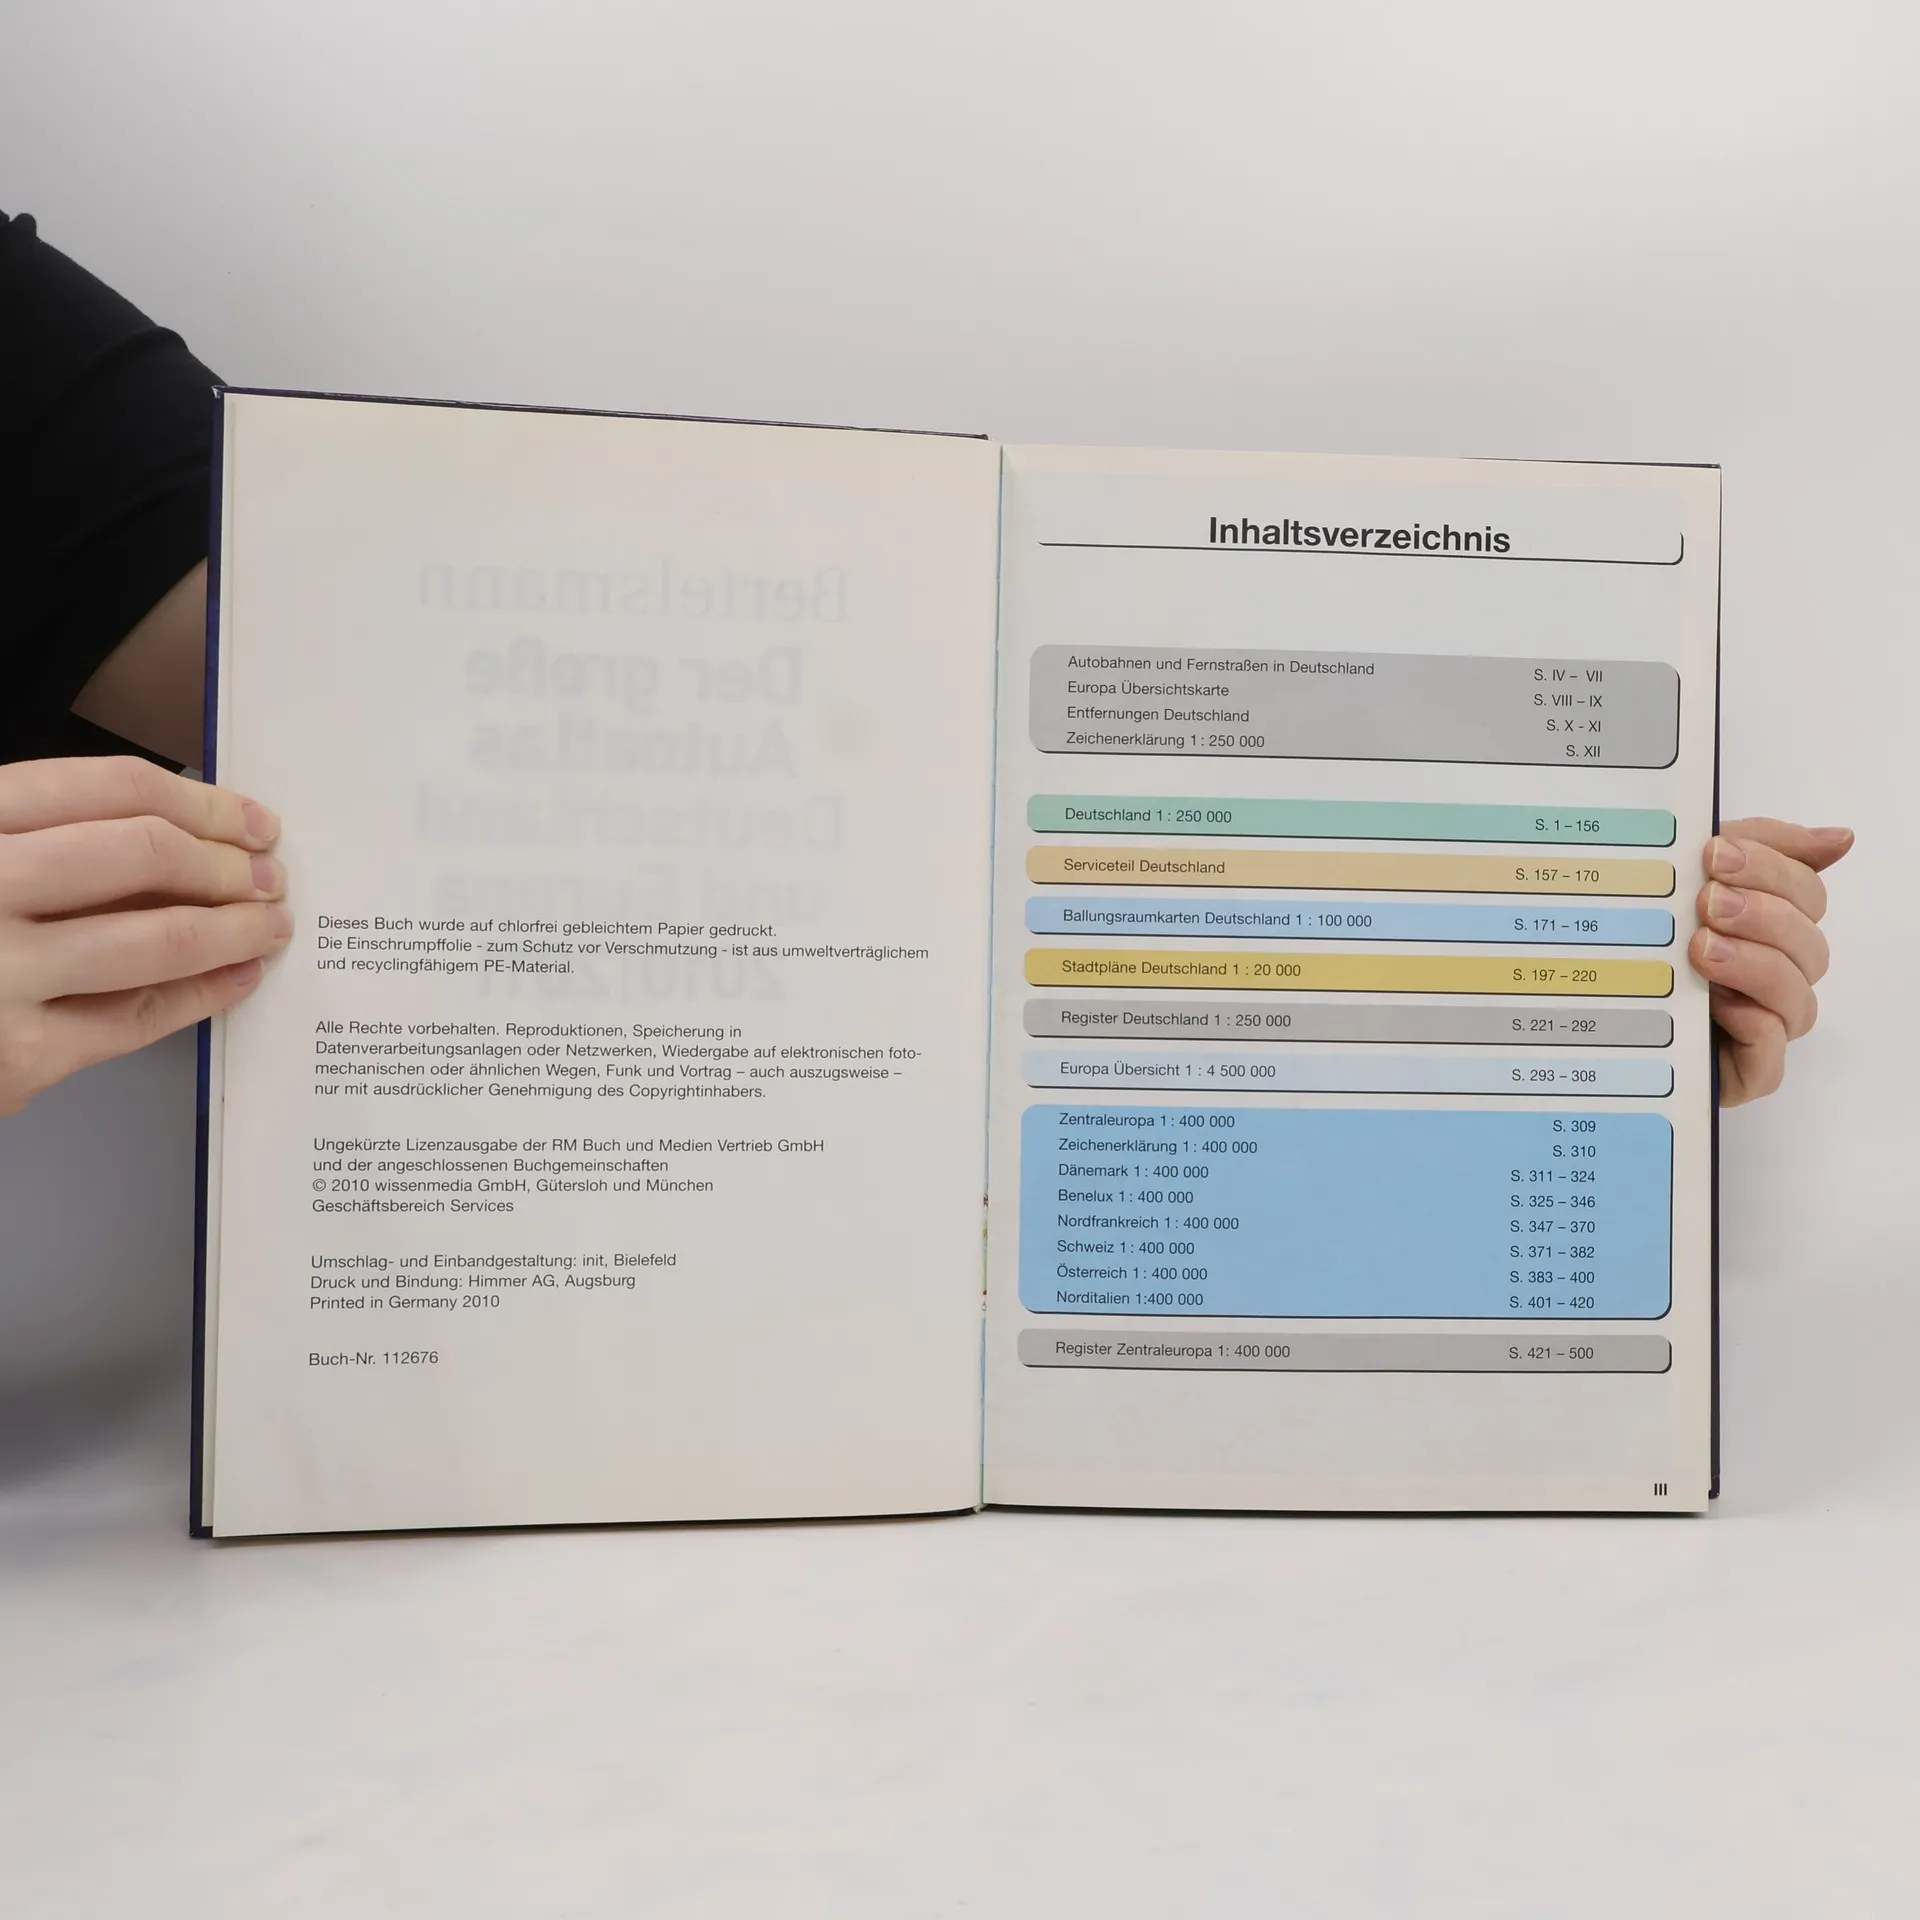 Bertelsmann
Der große
Autoatlas
Deutschland
und Europa
2010|2011
Dieses Buch wurde auf chlorfrei gebleichtem Papier gedruckt.
Die Einschrumpffolie - zum Schutz vor Verschmutzung - ist aus umweltverträglichem
und recyclingfähigem PE-Material.
Alle Rechte vorbehalten. Reproduktionen, Speicherung in
Datenverarbeitungsanlagen oder Netzwerken, Wiedergabe auf elektronischen foto-
mechanischen oder ähnlichen Wegen, Funk und Vortrag – auch auszugsweise –
nur mit ausdrücklicher Genehmigung des Copyrightinhabers.
Ungekürzte Lizenzausgabe der RM Buch und Medien Vertrieb GmbH
und der angeschlossenen Buchgemeinschaften
© 2010 wissenmedia GmbH, Gütersloh und München
Geschäftsbereich Services
Umschlag- und Einbandgestaltung: init, Bielefeld
Druck und Bindung: Himmer AG, Augsburg
Printed in Germany 2010
Buch-Nr. 112676
Inhaltsverzeichnis
Autobahnen und Fernstraßen in Deutschland S. IV – VII
Europa Übersichtskarte S. VIII – IX
Entfernungen Deutschland S. X - XI
Zeichenerklärung 1 : 250 000 S. XII
Deutschland 1 : 250 000 S. 1 – 156
Serviceteil Deutschland S. 157 – 170
Ballungsraumkarten Deutschland 1 : 100 000 S. 171 – 196
Stadtpläne Deutschland 1 : 20 000 S. 197 – 220
Register Deutschland 1 : 250 000 S. 221 – 292
Europa Übersicht 1 : 4 500 000 S. 293 – 308
Zentraleuropa 1 : 400 000 S. 309
Zeichenerklärung 1 : 400 000 S. 310
Dänemark 1 : 400 000 S. 311 – 324
Benelux 1 : 400 000 S. 325 – 346
Nordfrankreich 1 : 400 000 S. 347 – 370
Schweiz 1 : 400 000 S. 371 – 382
Österreich 1 : 400 000 S. 383 – 400
Norditalien 1:400 000 S. 401 – 420
Register Zentraleuropa 1: 400 000 S. 421 – 500
III